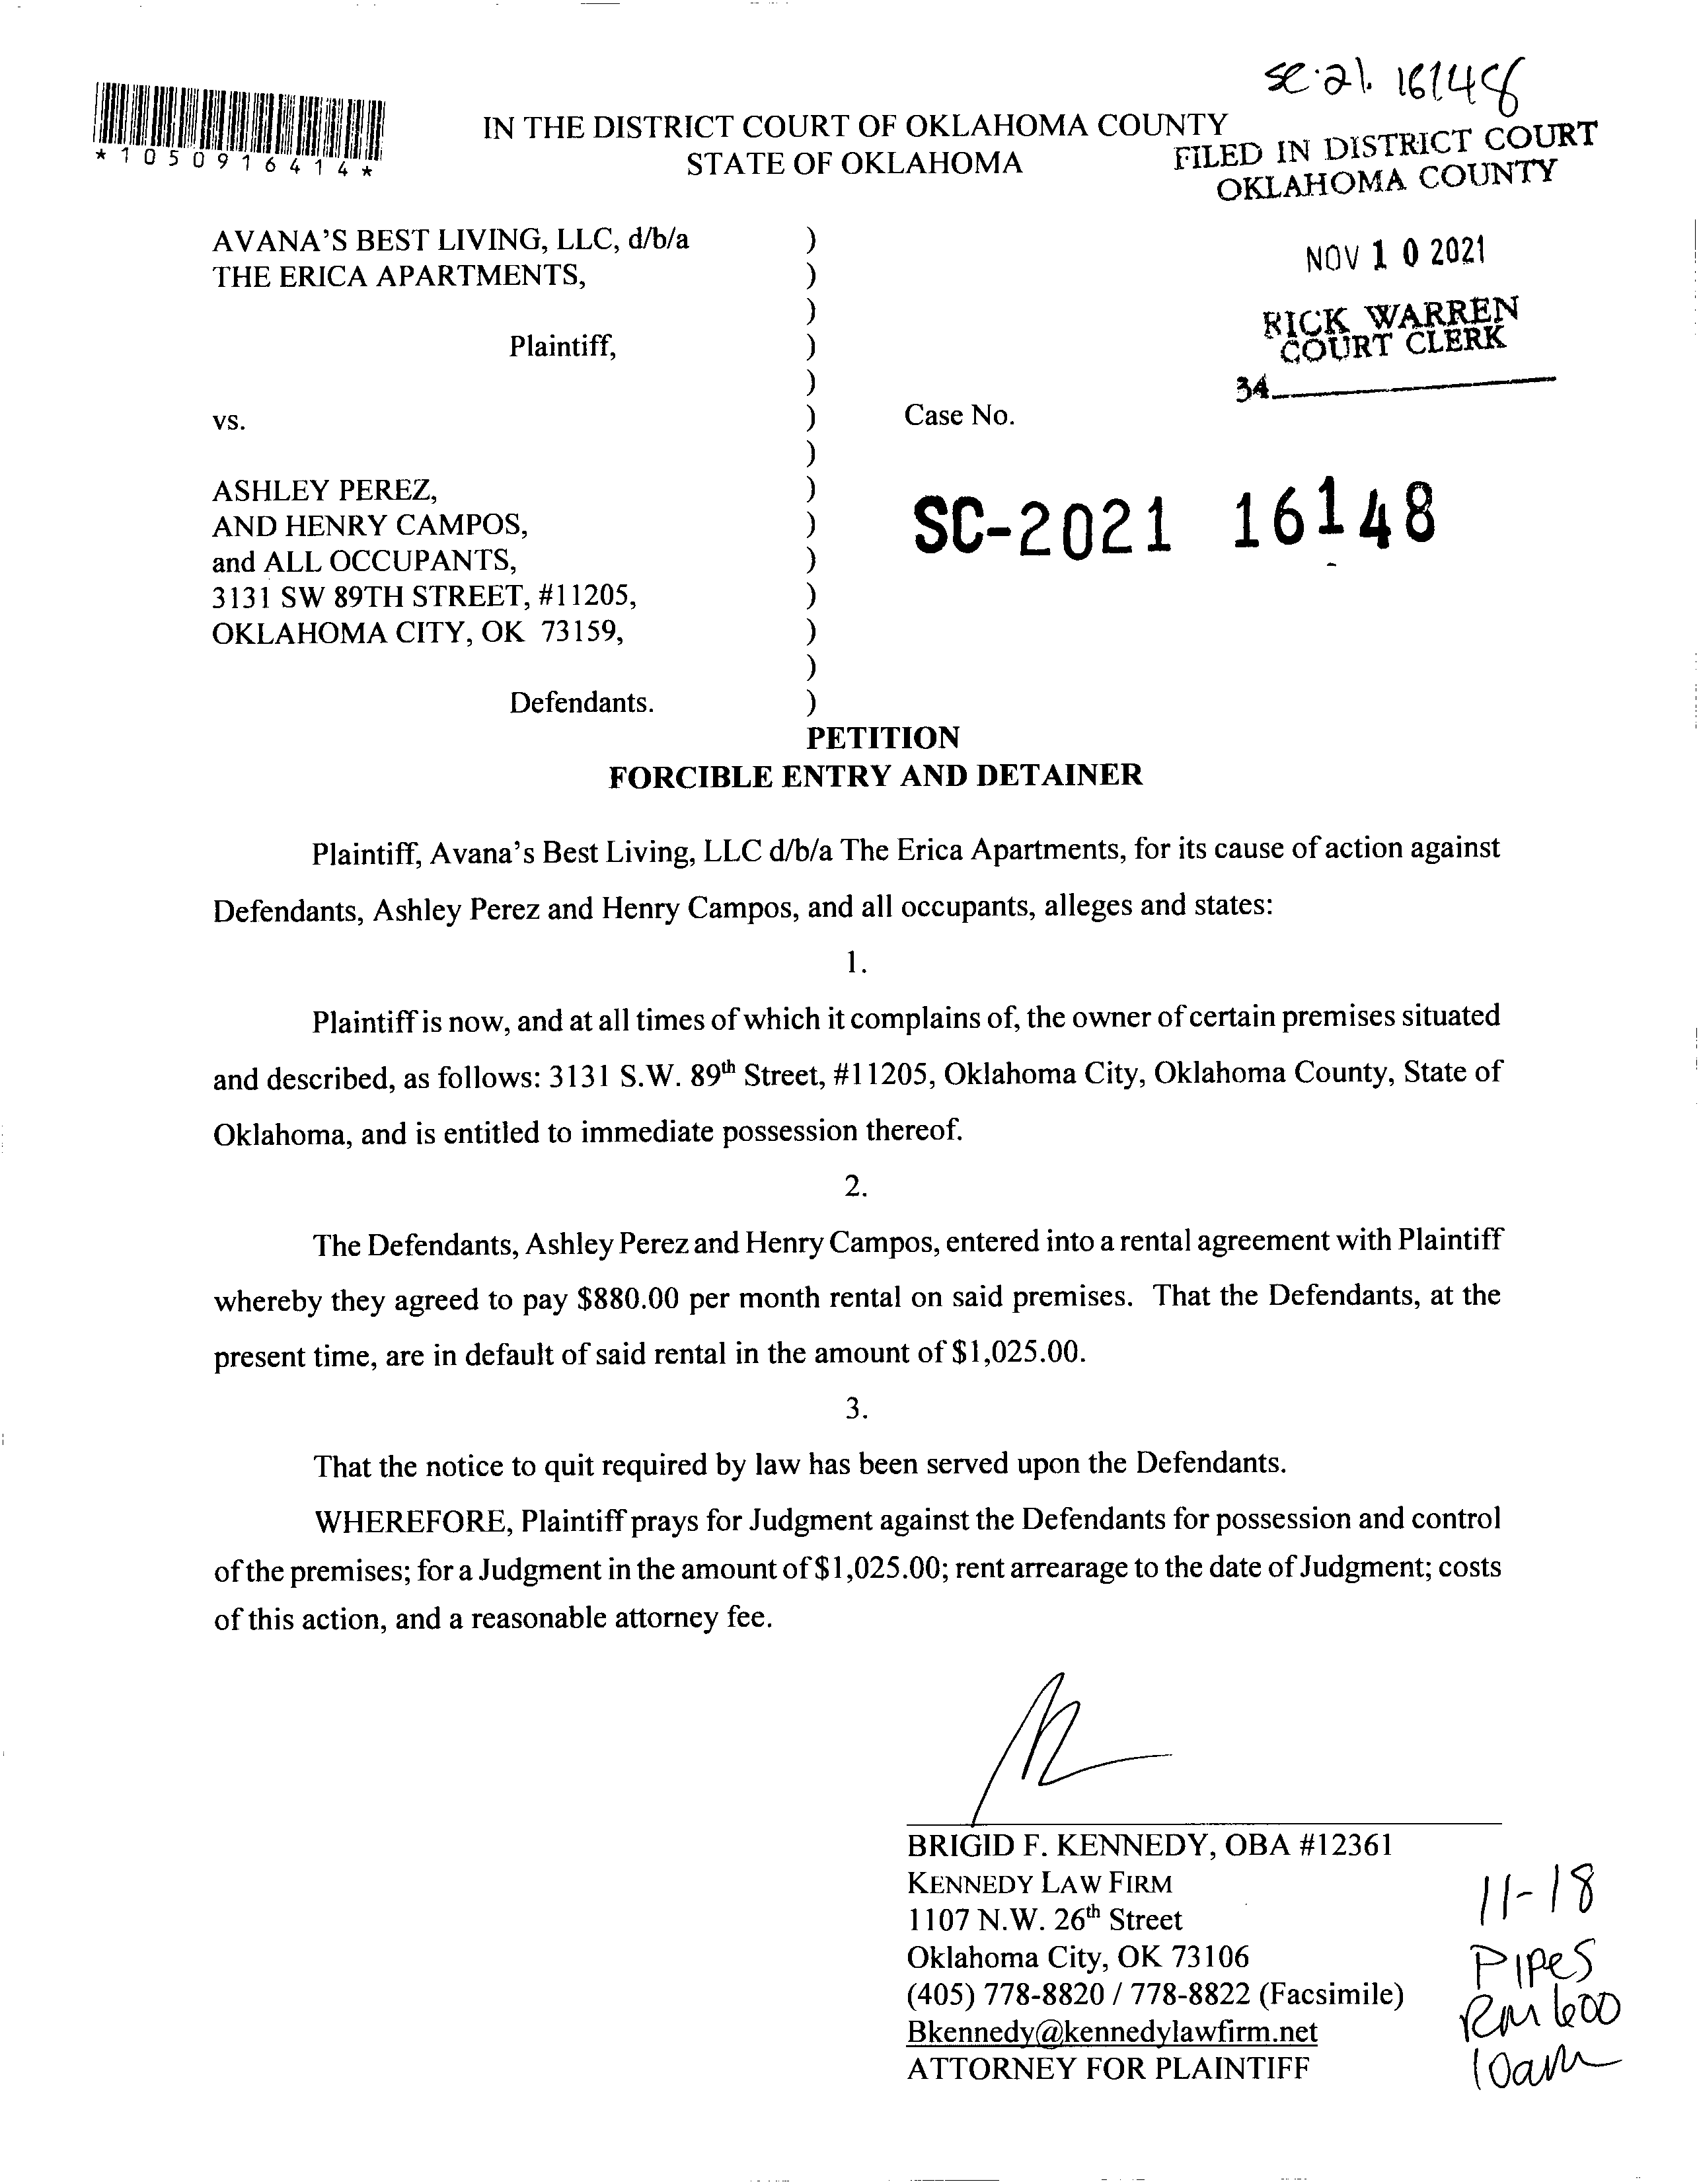 SC-21-16148
*1050916414*
IN THE DISTRICT COURT OF OKLAHOMA COUNTY
STATE OF OKLAHOMA
FILED IN DISTRICT COURT
OKLAHOMA COUNTY
NOV 10 2021
RICK WARREN
COURT CLERK
34
AVANA'S BEST LIVING, LLC, d/b/a )
THE ERICA APARTMENTS, )
)
Plaintiff, )
)
vs. ) Case No.
)
ASHLEY PEREZ, ) SC-2021 16148
AND HENRY CAMPOS, )
and ALL OCCUPANTS, )
3131 SW 89TH STREET, #11205, )
OKLAHOMA CITY, OK 73159, )
)
Defendants. )
PETITION
FORCIBLE ENTRY AND DETAINER
Plaintiff, Avana's Best Living, LLC d/b/a The Erica Apartments, for its cause of action against
Defendants, Ashley Perez and Henry Campos, and all occupants, alleges and states:
1.
Plaintiff is now, and at all times of which it complains of, the owner of certain premises situated
and described, as follows: 3131 S.W. 89th Street, #11205, Oklahoma City, Oklahoma County, State of
Oklahoma, and is entitled to immediate possession thereof.
2.
The Defendants, Ashley Perez and Henry Campos, entered into a rental agreement with Plaintiff
whereby they agreed to pay $880.00 per month rental on said premises. That the Defendants, at the
present time, are in default of said rental in the amount of $1,025.00.
3.
That the notice to quit required by law has been served upon the Defendants.
WHEREFORE, Plaintiff prays for Judgment against the Defendants for possession and control
of the premises; for a Judgment in the amount of $1,025.00; rent arrearage to the date of Judgment; costs
of this action, and a reasonable attorney fee.
BRIGID F. KENNEDY, OBA #12361
KENNEDY LAW FIRM
1107 N.W. 26th Street
Oklahoma City, OK 73106
(405) 778-8820 / 778-8822 (Facsimile)
Bkennedy@kennedylawfirm.net
ATTORNEY FOR PLAINTIFF
11-18
Pipes
Rm 600
10am